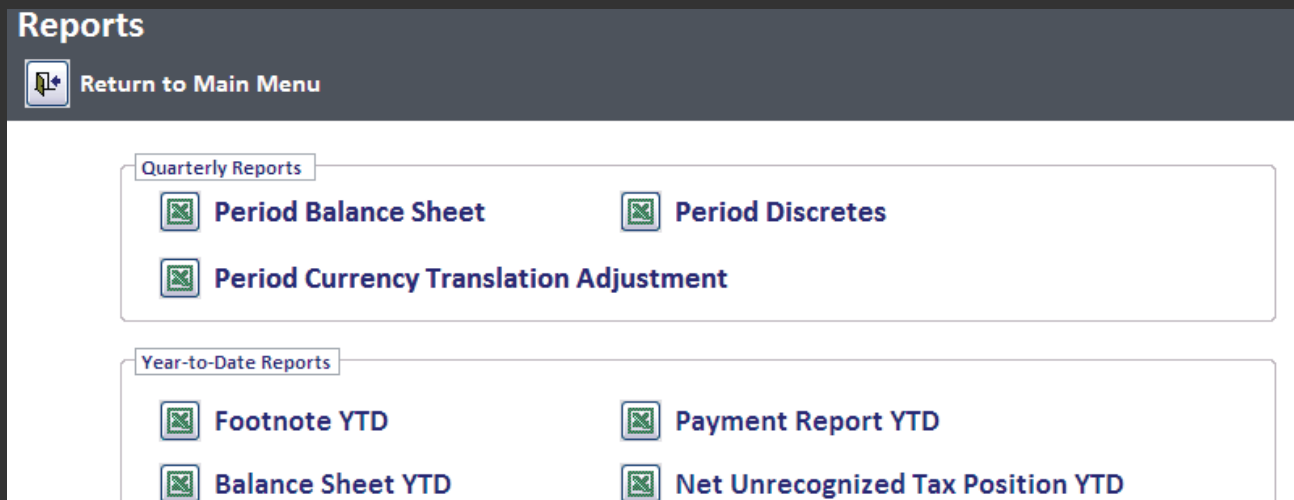 Reports
Return to Main Menu
Quarterly Reports
Period Balance Sheet
Period Discretes
Period Currency Translation Adjustment
Year-to-Date Reports
Footnote YTD
Payment Report YTD
Balance Sheet YTD
Net Unrecognized Tax Position YTD